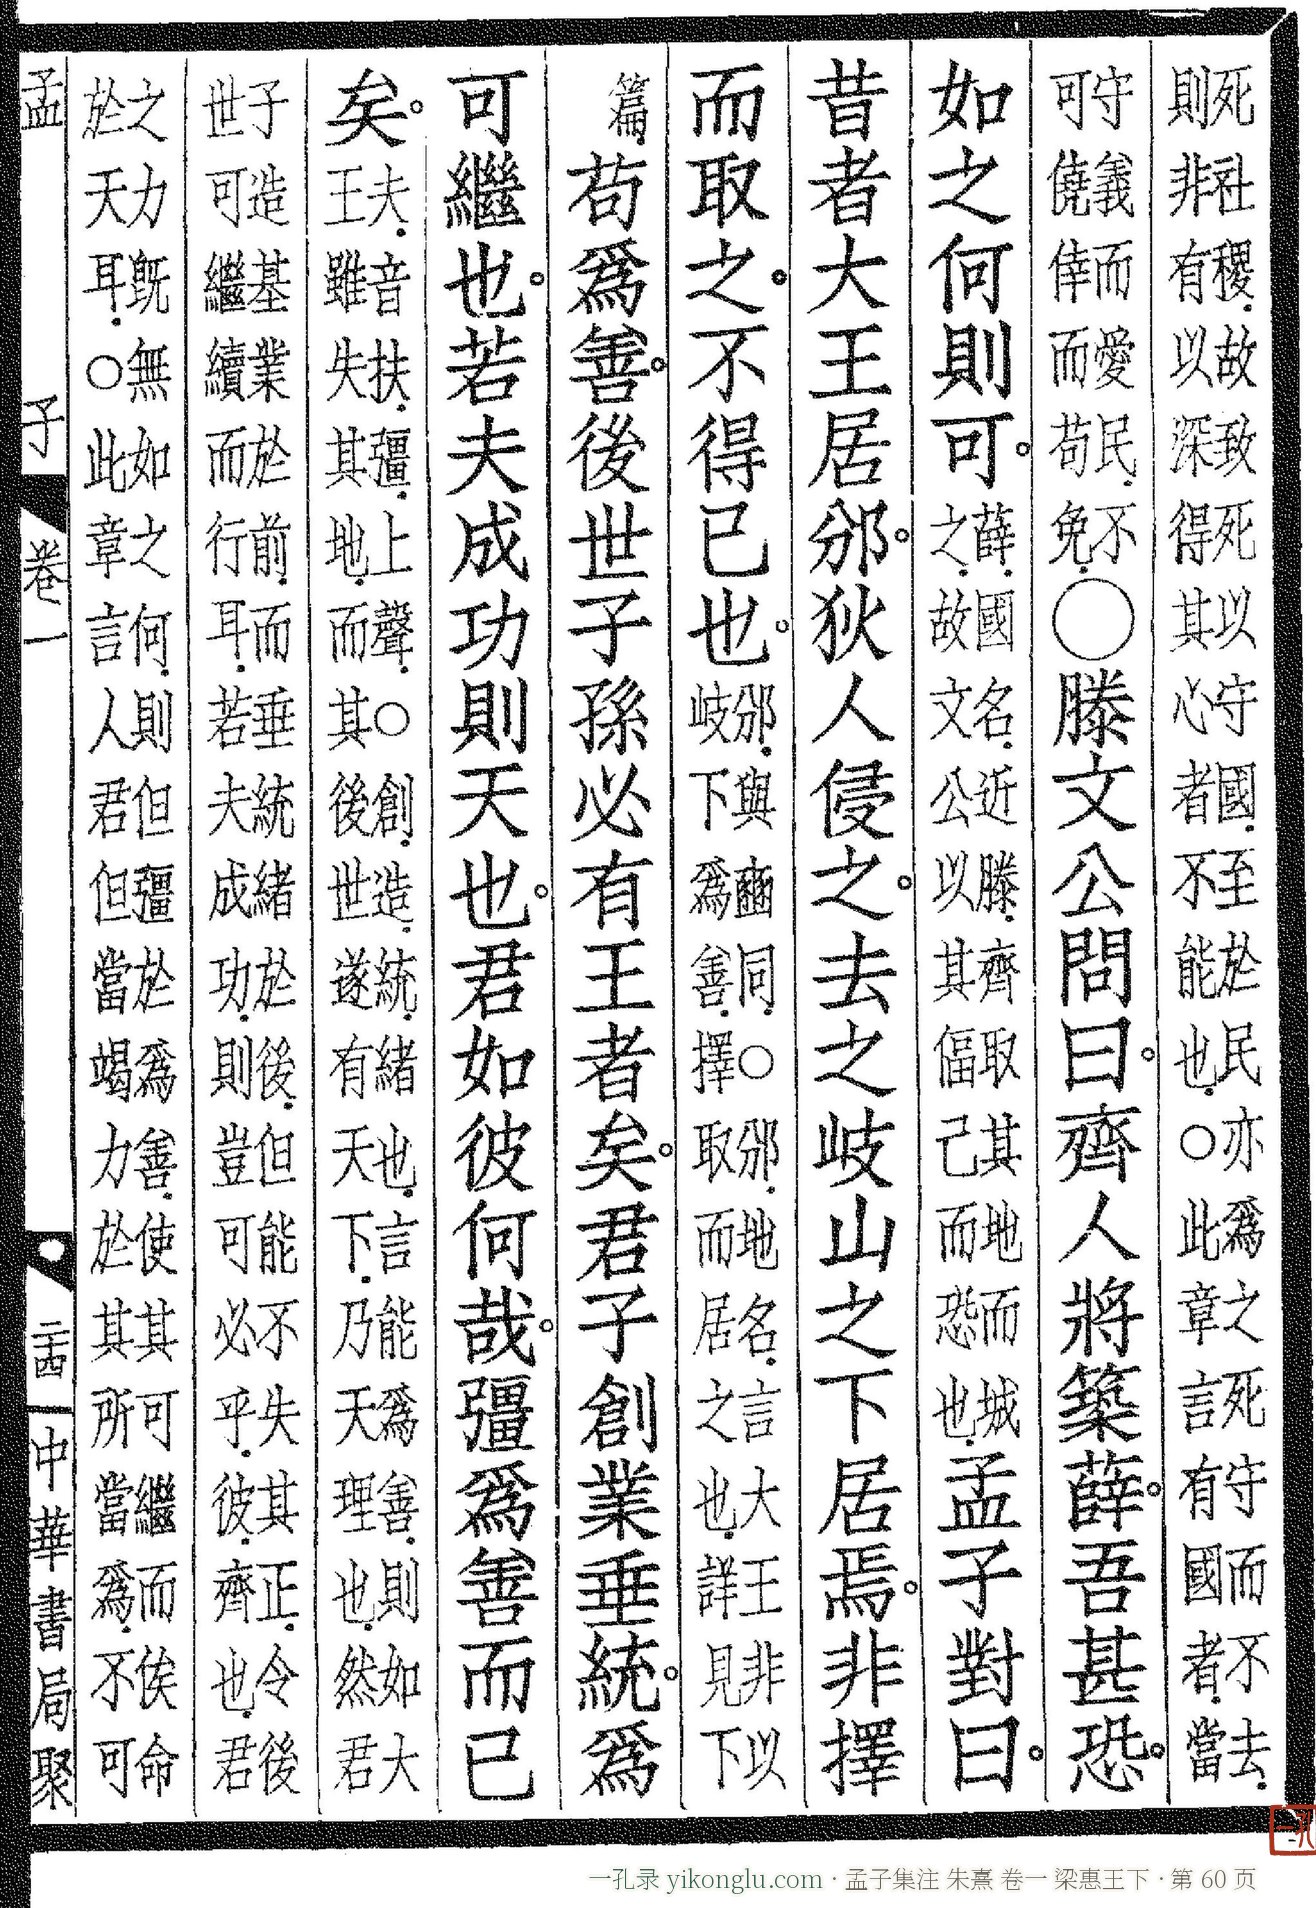 死社稷．故致死以守國．至於民．亦爲之死守而不去．
則非有以深得其心者不能也．○此章言有國者．當
守義而愛民．不
可僥倖而苟免．〇滕文公問曰。齊人將築薛。吾甚恐。
如之何則可。薛．國名．近滕．齊取其地而城
之．故文公以其偪己而恐也．孟子對曰。
昔者大王居邠。狄人侵之。去之岐山之下居焉。非擇
而取之。不得已也。邠．與豳同．○邠．地名．言大王非以
岐下爲善．擇取而居之也．詳見下
篇．苟爲善。後世子孫必有王者矣。君子創業垂統。爲
可繼也。若夫成功則天也。君如彼何哉。彊爲善而已
矣。夫．音扶．彊．上聲．○創．造．統．緒也．言能爲善．則如大
王雖失其地．而其後世遂有天下．乃天理也．然君
子造基業於前．而垂統緒於後．但能不失其正．令後
世可繼續而行耳．若夫成功．則豈可必乎．彼．齊也．君
之力旣無如之何．則但彊於爲善．使其可繼而俟命
於天耳．○此章言人君但當竭力於其所當爲．不可
孟子 卷一 二四 中華書局聚
一孔
一孔录 yikonglu.com · 孟子集注 朱熹 卷一 梁惠王下 · 第 60 页